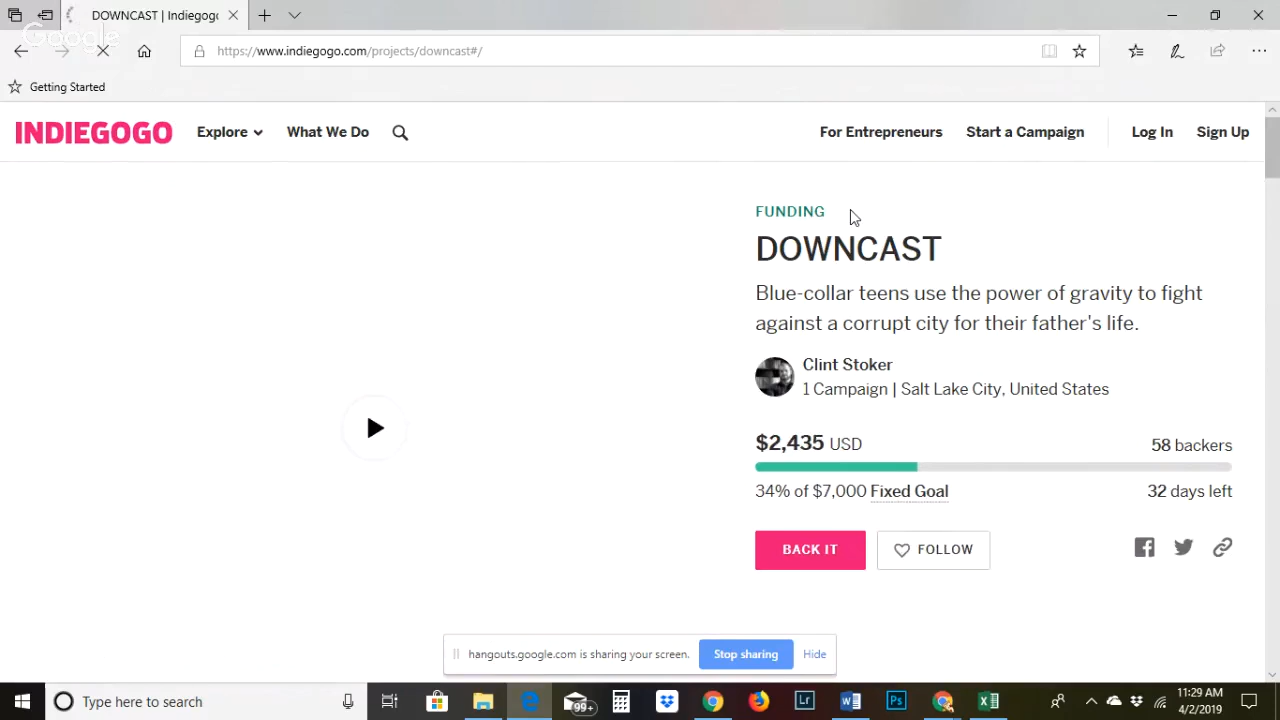 DOWNCAST | Indiegogo
Google
https://www.indiegogo.com/projects/downcast#/
Getting Started
INDIEGOGO
Explore
What We Do
For Entrepreneurs
Start a Campaign
Log In
Sign Up
FUNDING
DOWNCAST
Blue-collar teens use the power of gravity to fight
against a corrupt city for their father's life.
Clint Stoker
1 Campaign | Salt Lake City, United States
$2,435 USD
58 backers
34% of $7,000 Fixed Goal
32 days left
BACK IT
FOLLOW
hangouts.google.com is sharing your screen.
Stop sharing
Hide
Type here to search
99+
Lr
Ps
11:29 AM
4/2/2019